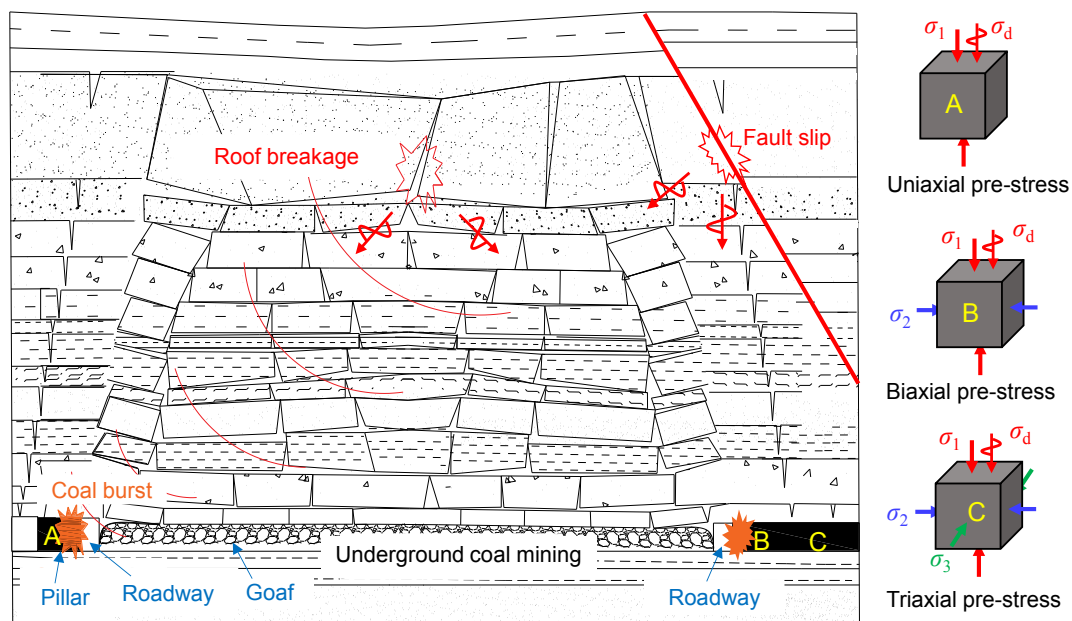 Roof breakage
Fault slip
Coal burst
A
B
C
Underground coal mining
Pillar
Roadway
Goaf
Roadway
σ1
σd
A
Uniaxial pre-stress
σ1
σd
σ2
B
Biaxial pre-stress
σ1
σd
σ2
C
σ3
Triaxial pre-stress